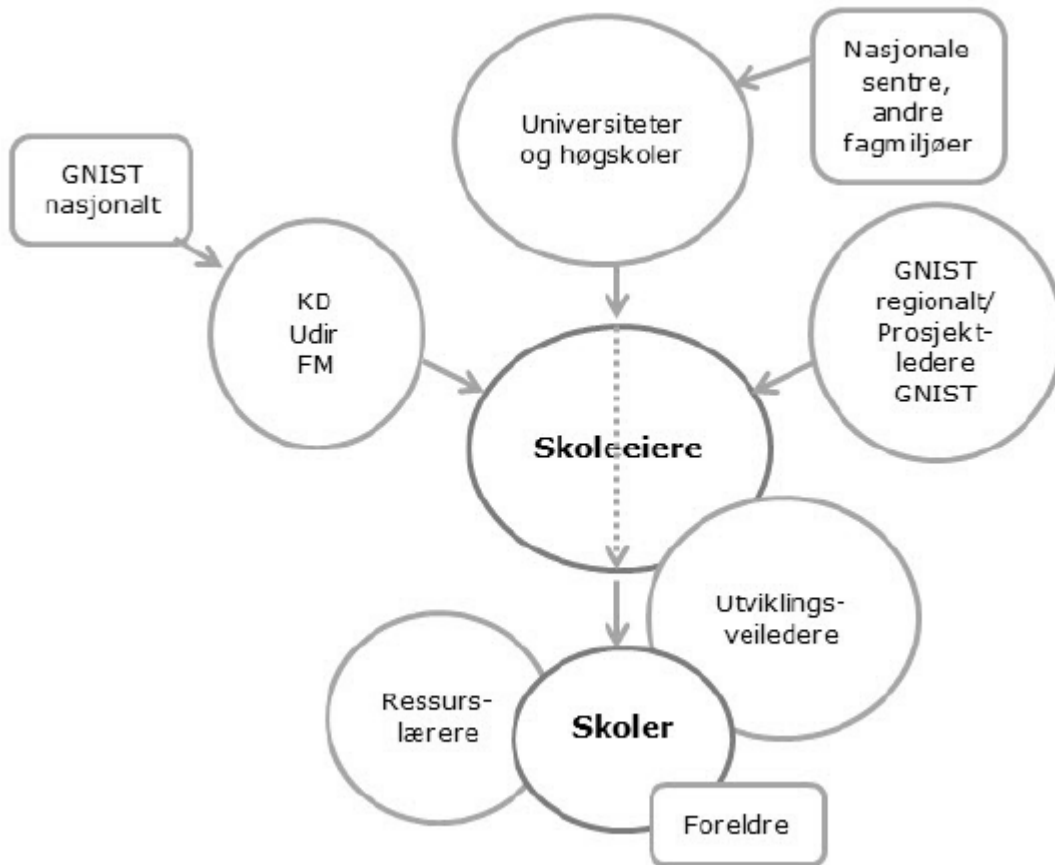 Nasjonale
sentre,
andre
fagmiljøer
Universiteter
og høgskoler
GNIST
nasjonalt
KD
Udir
FM
GNIST
regionalt/
Prosjekt-
ledere
GNIST
Skoleeiere
Utviklings-
veiledere
Ressurs-
lærere
Skoler
Foreldre